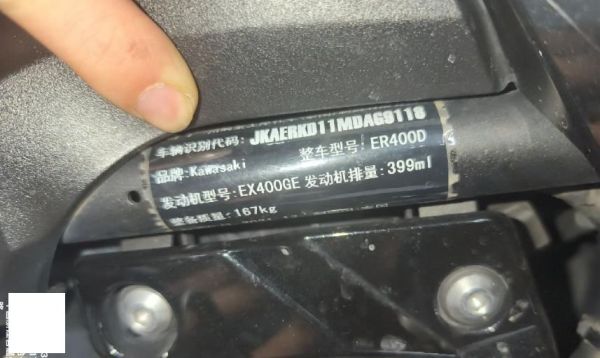 车辆识别代码: JKAERKD11MDAG9118
品牌:Kawasaki 整车型号: ER400D
发动机型号:EX400GE 发动机排量:399ml
整备质量:167kg